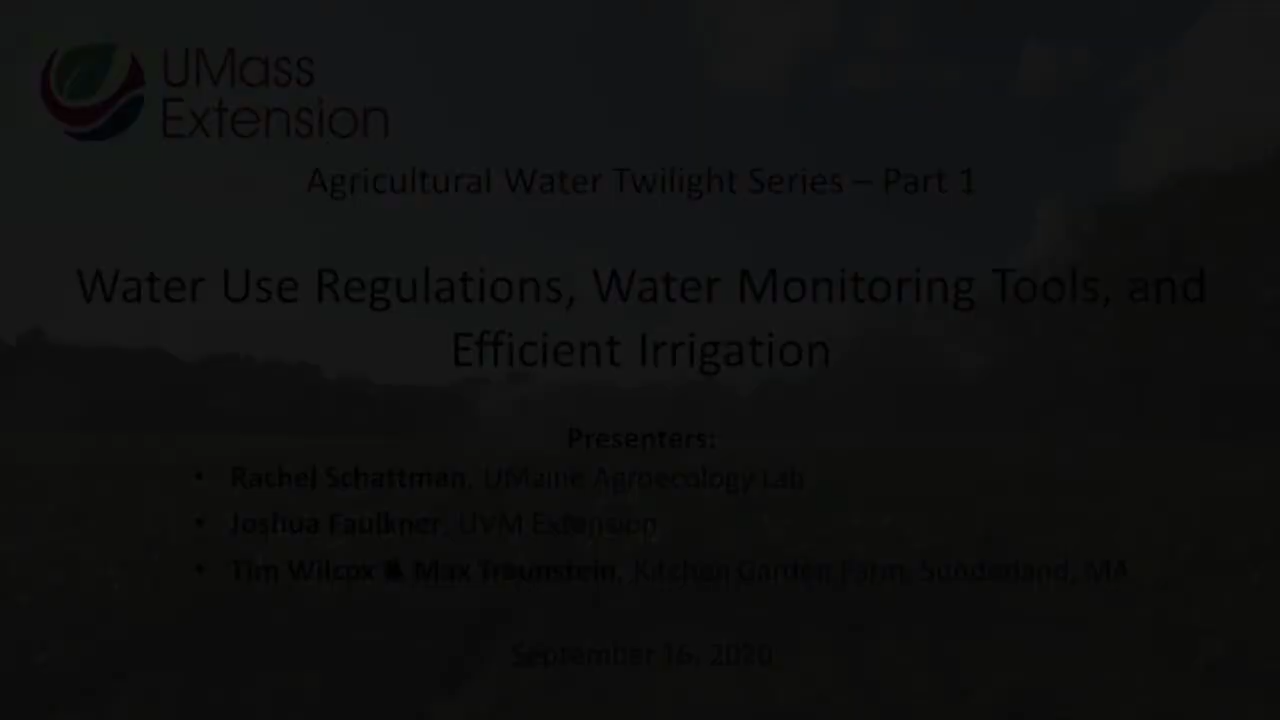 UMass
Extension
Agricultural Water Twilight Series – Part 1
Water Use Regulations, Water Monitoring Tools, and
Efficient Irrigation
Presenters:
• Rachel Schattman, UMaine Agroecology Lab
• Joshua Faulkner, UVM Extension
• Tim Wilcox & Max Traunstein, Kitchen Garden Farm, Sunderland, MA
September 16, 2020